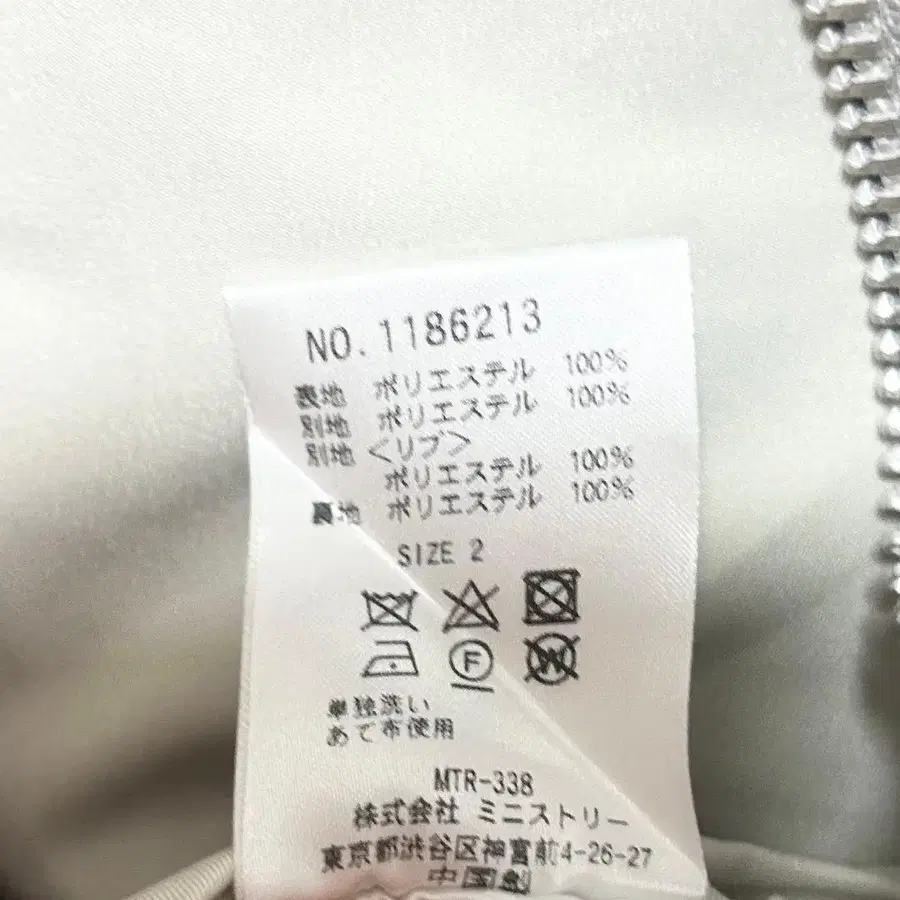 NO.1186213
表地 ポリエステル 100%
別地 ポリエステル 100%
別地 <リブ>
ポリエステル 100%
裏地 ポリエステル 100%
SIZE 2
F
W
単独洗い
あて布使用
MTR-338
株式会社 ミニストリー
東京都渋谷区神宮前4-26-27
中国製